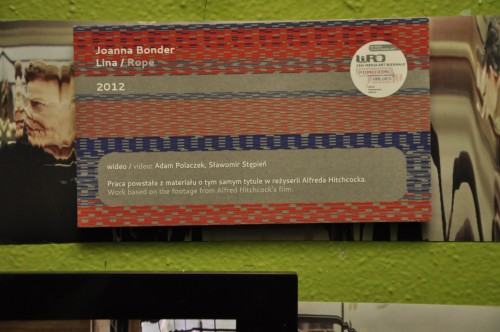 Joanna Bonder
Lina / Rope
2012
WRO
wideo / video: Adam Polaczek, Sławomir Stępień
Praca powstała z materiału o tym samym tytule w reżyserii Alfreda Hitchcocka.
Work based on the footage from Alfred Hitchcock's film.